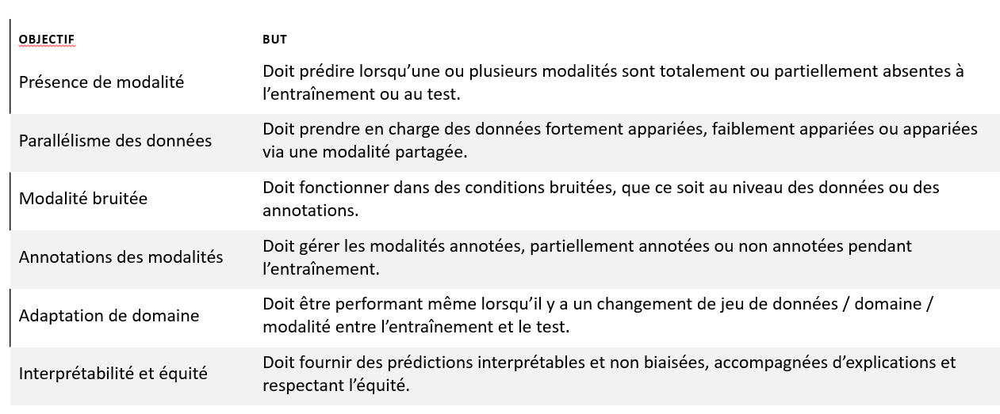 OBJECTIF
BUT
Présence de modalité
Doit prédire lorsqu’une ou plusieurs modalités sont totalement ou partiellement absentes à
l’entraînement ou au test.
Parallélisme des données
Doit prendre en charge des données fortement appariées, faiblement appariées ou appariées
via une modalité partagée.
Modalité bruitée
Doit fonctionner dans des conditions bruitées, que ce soit au niveau des données ou des
annotations.
Annotations des modalités
Doit gérer les modalités annotées, partiellement annotées ou non annotées pendant
l’entraînement.
Adaptation de domaine
Doit être performant même lorsqu’il y a un changement de jeu de données / domaine /
modalité entre l’entraînement et le test.
Interprétabilité et équité
Doit fournir des prédictions interprétables et non biaisées, accompagnées d’explications et
respectant l’équité.